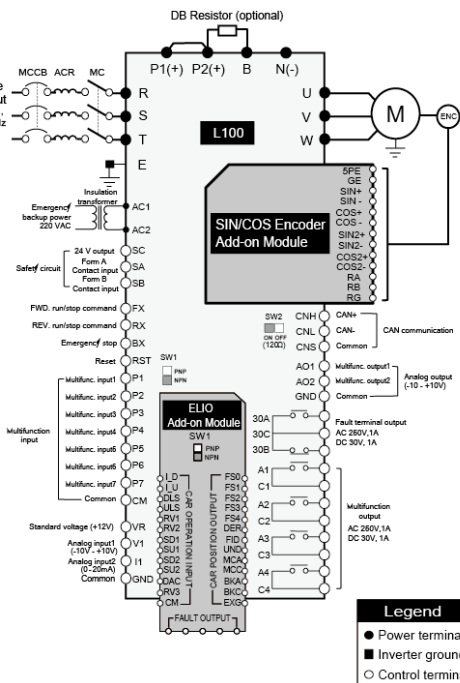 DB Resistor (optional)
P1(+) P2(+) B N(-)
MCCB ACR MC
R
S
T
E
U
V
W
M
ENC
L100
Insulation
transformer
Emergency
backup power
220 VAC
AC1
AC2
SIN/COS Encoder
Add-on Module
5PE
GE
SIN+
SIN -
COS+
COS -
SIN2+
SIN2-
COS2+
COS2-
RA
RB
RG
24 V output SC
Safety circuit
Form A
Contact input SA
Form B
Contact input SB
FWD. run/stop command FX
REV. run/stop command RX
Emergency stop BX
Reset RST
SW1
PNP
NPN
Multifunction
input
Multifunc. input1 P1
Multifunc. input2 P2
Multifunc. input3 P3
Multifunc. input4 P4
Multifunc. input5 P5
Multifunc. input6 P6
Multifunc. input7 P7
Common CM
Standard voltage (+12V) VR
Analog input1
(-10V ~ +10V) V1
Analog input2
(0~20mA) I1
Common GND
SW2
ON OFF
(120Ω)
CNH CAN+
CNL CAN-
CNS Common
CAN communication
AO1 Multifunc. output1
AO2 Multifunc. output2
GND Common
Analog output
(-10 ~ +10V)
30A
30C
30B
Fault terminal output
AC 250V,1A
DC 30V, 1A
A1
C1
A2
C2
A3
C3
A4
C4
Multifunction
output
AC 250V,1A
DC 30V, 1A
ELIO
Add-on Module
SW1
PNP
NPN
I_D
I_U
DLS
ULS
RV1
RV2
SD1
SU1
SD2
SU2
DAC
RV3
CM
CAR OPERATION INPUT
CAR POSITION OUTPUT
FS0
FS1
FS2
FS3
FS4
DER
FID
UND
MCA
MCC
BKA
BKC
EXG
FAULT OUTPUT
Legend
Power termina
Inverter ground
Control termin